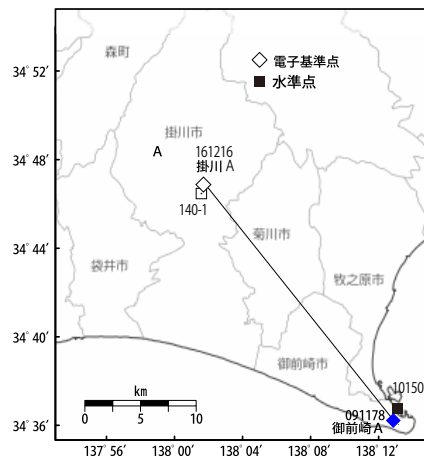 34˚ 52′
34˚ 48′
34˚ 44′
34˚ 40′
34˚ 36′
森町
電子基準点
水準点
掛川市
A
161216
掛川 A
140-1
菊川市
袋井市
牧之原市
御前崎市
10150
091178
御前崎 A
km
0 5 10
137˚ 56′ 138˚ 00′ 138˚ 04′ 138˚ 08′ 138˚ 12′